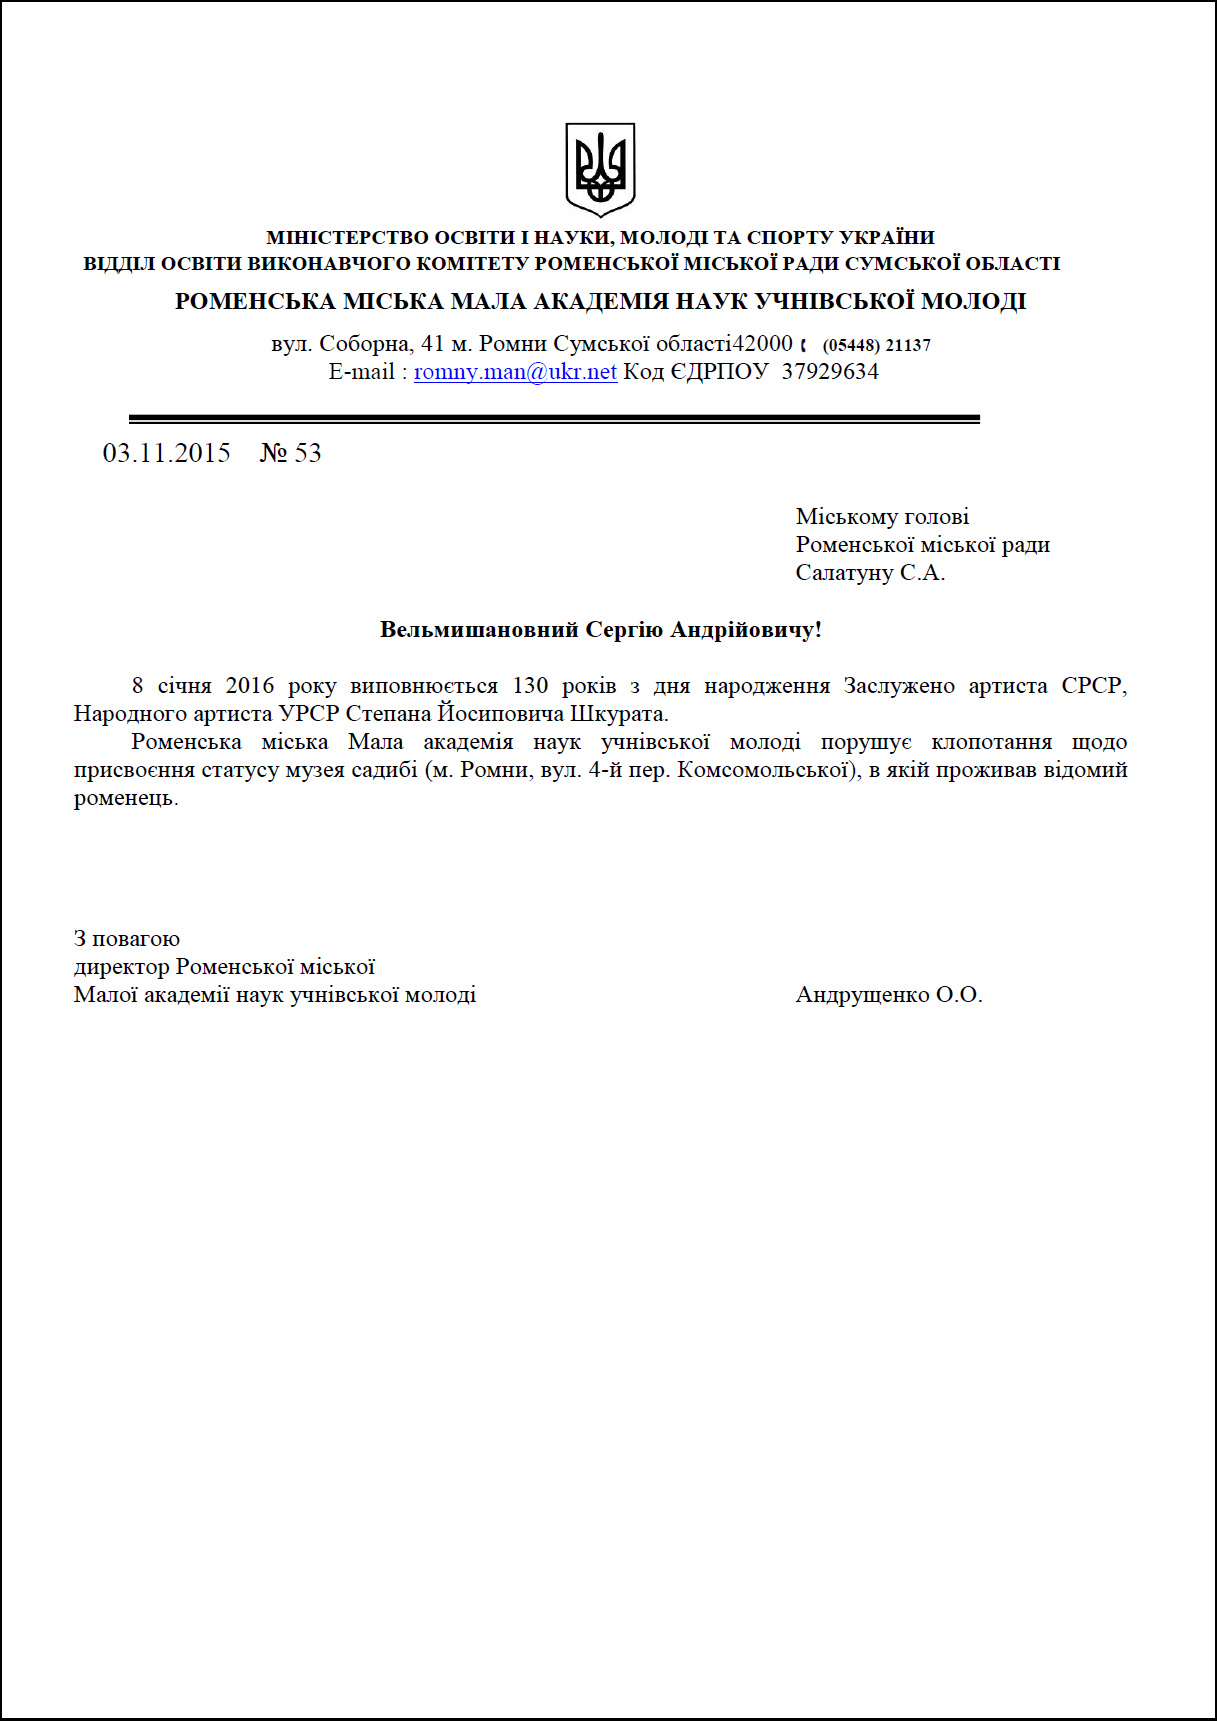 МІНІСТЕРСТВО ОСВІТИ І НАУКИ, МОЛОДІ ТА СПОРТУ УКРАЇНИ
ВІДДІЛ ОСВІТИ ВИКОНАВЧОГО КОМІТЕТУ РОМЕНСЬКОЇ МІСЬКОЇ РАДИ СУМСЬКОЇ ОБЛАСТІ
РОМЕНСЬКА МІСЬКА МАЛА АКАДЕМІЯ НАУК УЧНІВСЬКОЇ МОЛОДІ
вул. Соборна, 41 м. Ромни Сумської області42000 (05448) 21137
E-mail : romny.man@ukr.net Код ЄДРПОУ 37929634
03.11.2015 № 53
Міському голові
Роменської міської ради
Салатуну С.А.
Вельмишановний Сергію Андрійовичу!
8 січня 2016 року виповнюється 130 років з дня народження Заслужено артиста СРСР,
Народного артиста УРСР Степана Йосиповича Шкурата.
Роменська міська Мала академія наук учнівської молоді порушує клопотання щодо
присвоєння статусу музея садибі (м. Ромни, вул. 4-й пер. Комсомольської), в якій проживав відомий
роменець.
З повагою
директор Роменської міської
Малої академії наук учнівської молоді Андрущенко О.О.